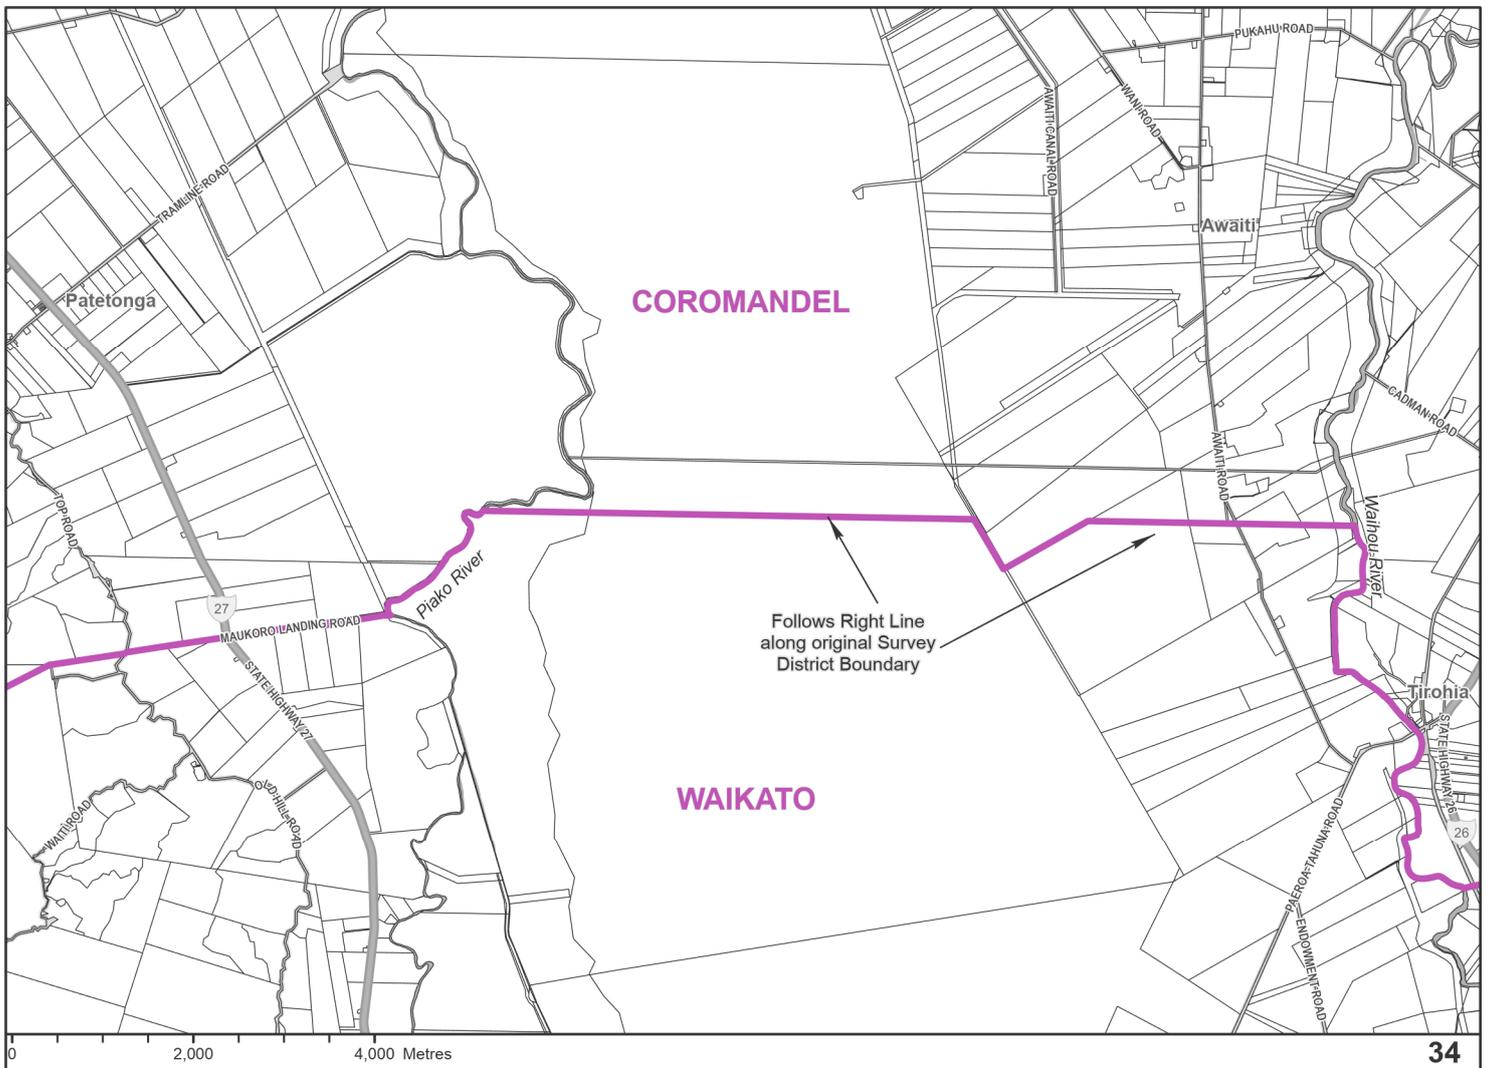 PUKAHU ROAD
WANI ROAD
AWAITI CANAL ROAD
TRAMLINE ROAD
Awaiti
Patetonga
COROMANDEL
CADMAN ROAD
AWAITI ROAD
TOP ROAD
Waihou River
Piako River
27
MAUKORO LANDING ROAD
Follows Right Line
along original Survey
District Boundary
STATE HIGHWAY 27
Tirohia
STATE HIGHWAY 26
WAIKATO
OLD HILL ROAD
WAITI ROAD
26
PAEROA-TAHUNA ROAD
ENDOWMENT ROAD
0 2,000 4,000 Metres
34